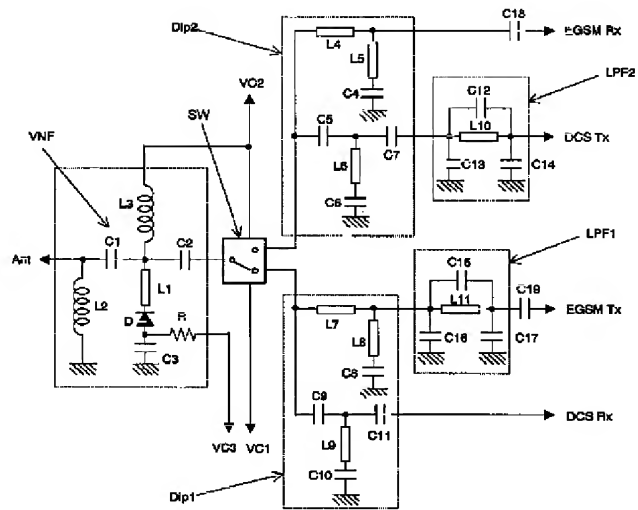 C18
EGSM Rx
Dip2
L4
L5
C4
LPF2
VC2
C12
SW
VNF
C5
L10
DCS Tx
C7
L6
C13
C14
C6
L3
C1
C2
Ant
LPF1
L1
C15
C19
L2
D
R
L7
L11
EGSM Tx
L8
C16
C17
C3
C8
C9
C11
DCS Rx
L9
VC3
VC1
C10
Dip1